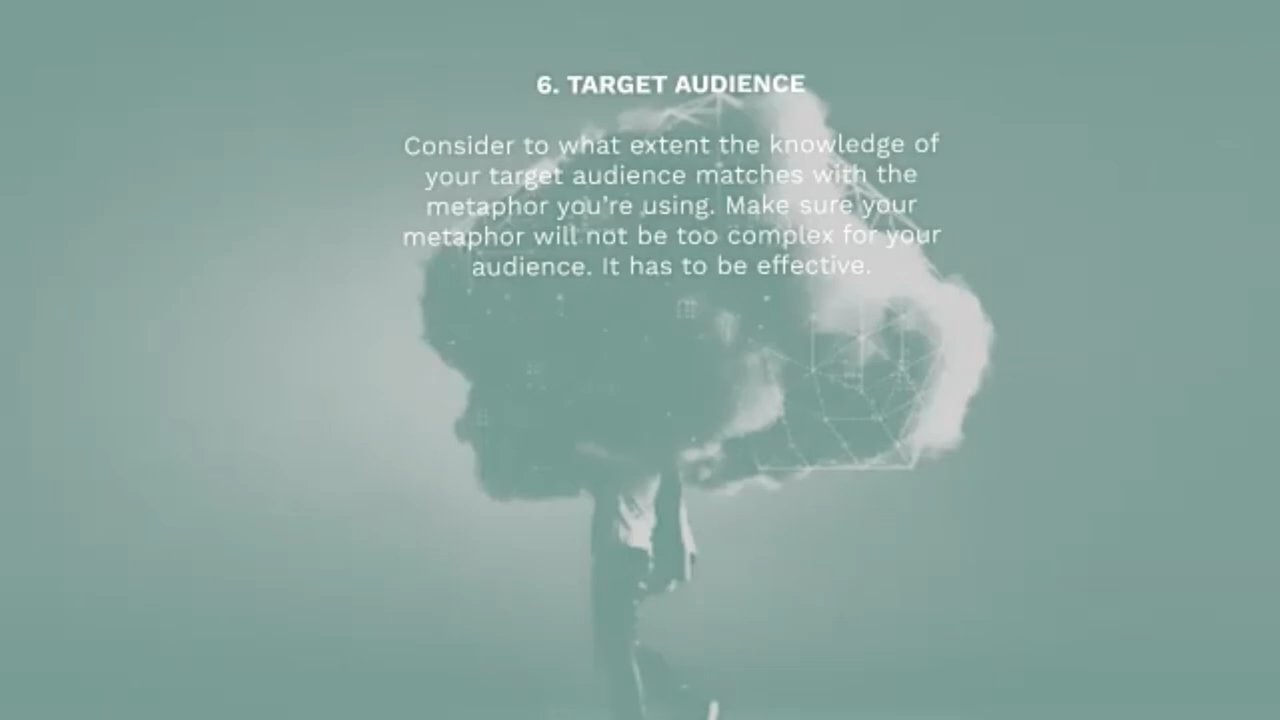 6. TARGET AUDIENCE
Consider to what extent the knowledge of
your target audience matches with the
metaphor you're using. Make sure your
metaphor will not be too complex for your
audience. It has to be effective.